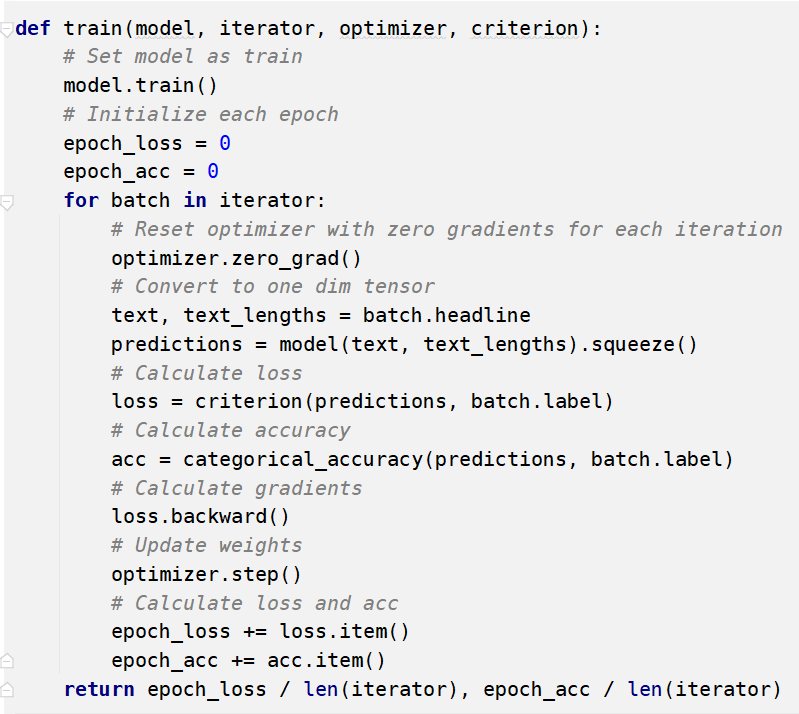 def train(model, iterator, optimizer, criterion):
    # Set model as train
    model.train()
    # Initialize each epoch
    epoch_loss = 0
    epoch_acc = 0
    for batch in iterator:
        # Reset optimizer with zero gradients for each iteration
        optimizer.zero_grad()
        # Convert to one dim tensor
        text, text_lengths = batch.headline
        predictions = model(text, text_lengths).squeeze()
        # Calculate loss
        loss = criterion(predictions, batch.label)
        # Calculate accuracy
        acc = categorical_accuracy(predictions, batch.label)
        # Calculate gradients
        loss.backward()
        # Update weights
        optimizer.step()
        # Calculate loss and acc
        epoch_loss += loss.item()
        epoch_acc += acc.item()
    return epoch_loss / len(iterator), epoch_acc / len(iterator)